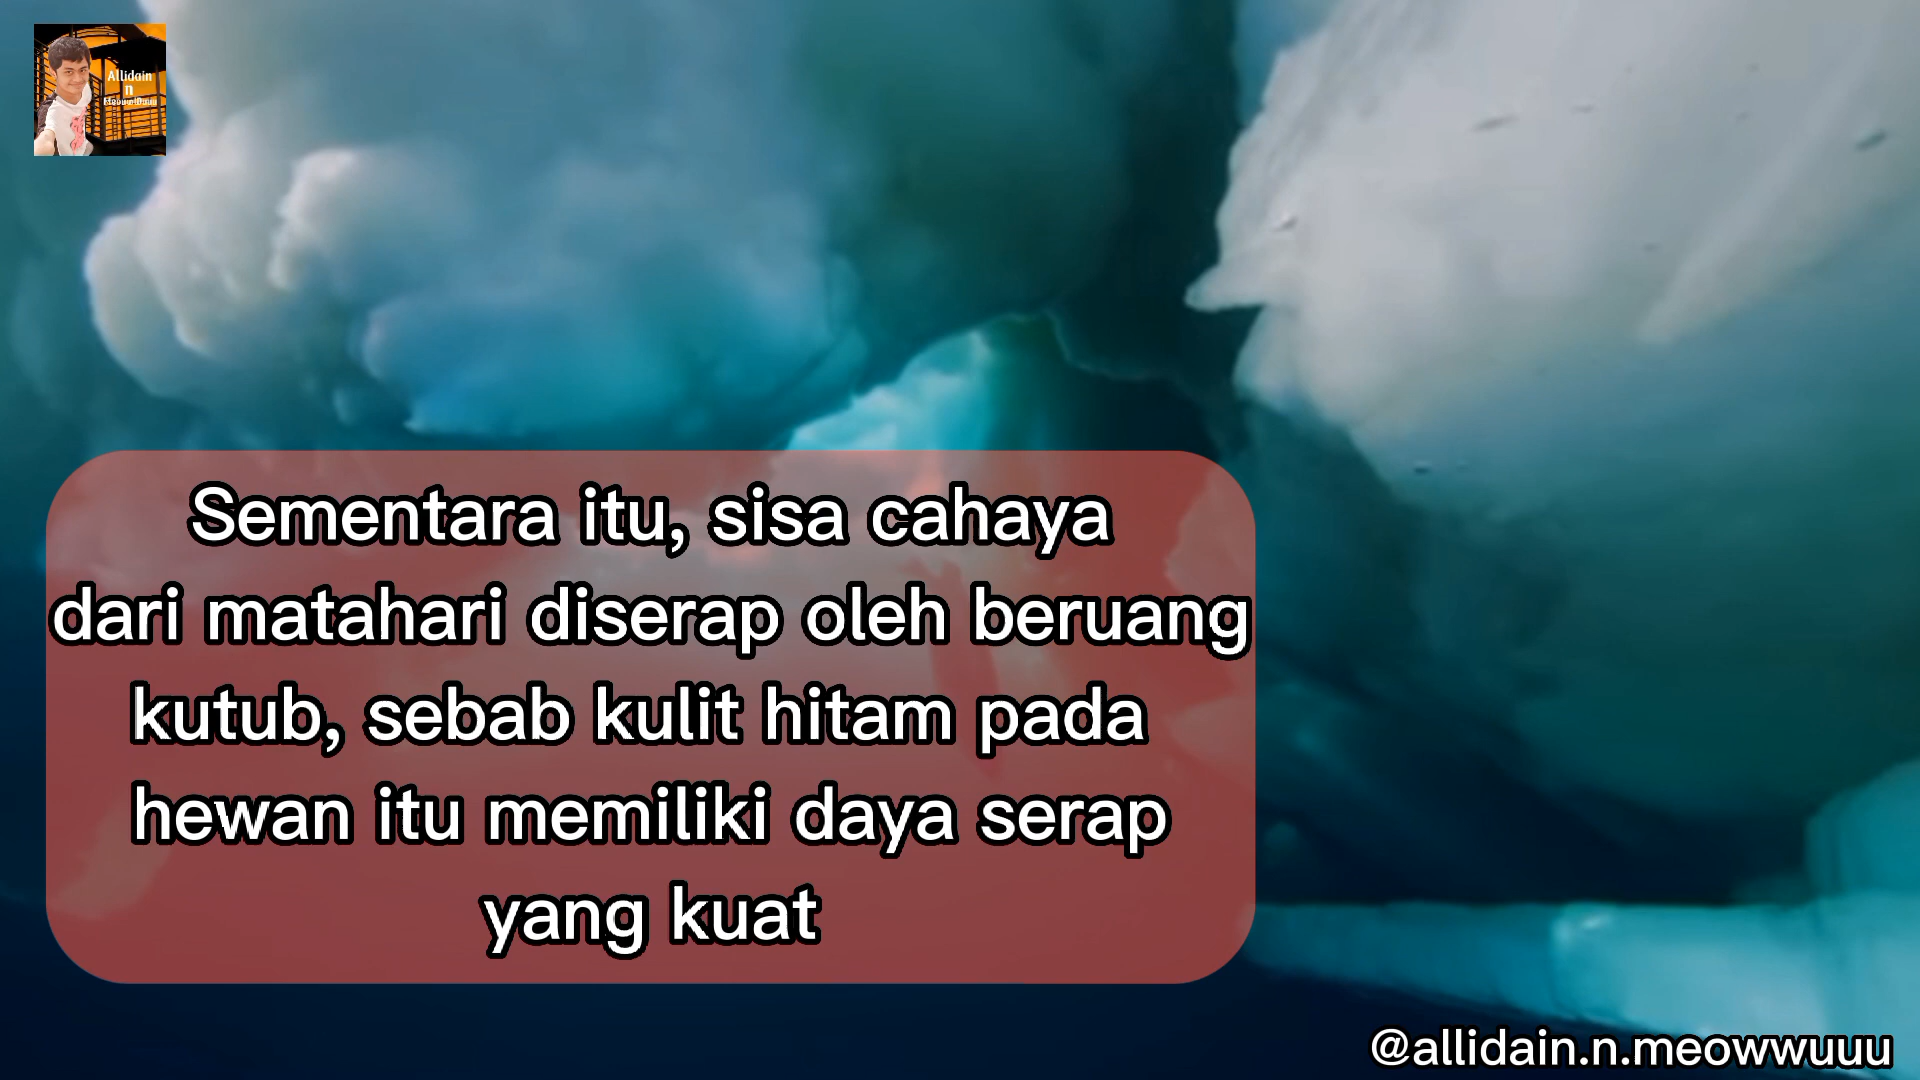 Allidain
n
Sementara itu, sisa cahaya
dari matahari diserap oleh beruang
kutub, sebab kulit hitam pada
hewan itu memiliki daya serap
yang kuat
@allidain.n.meowwuuu